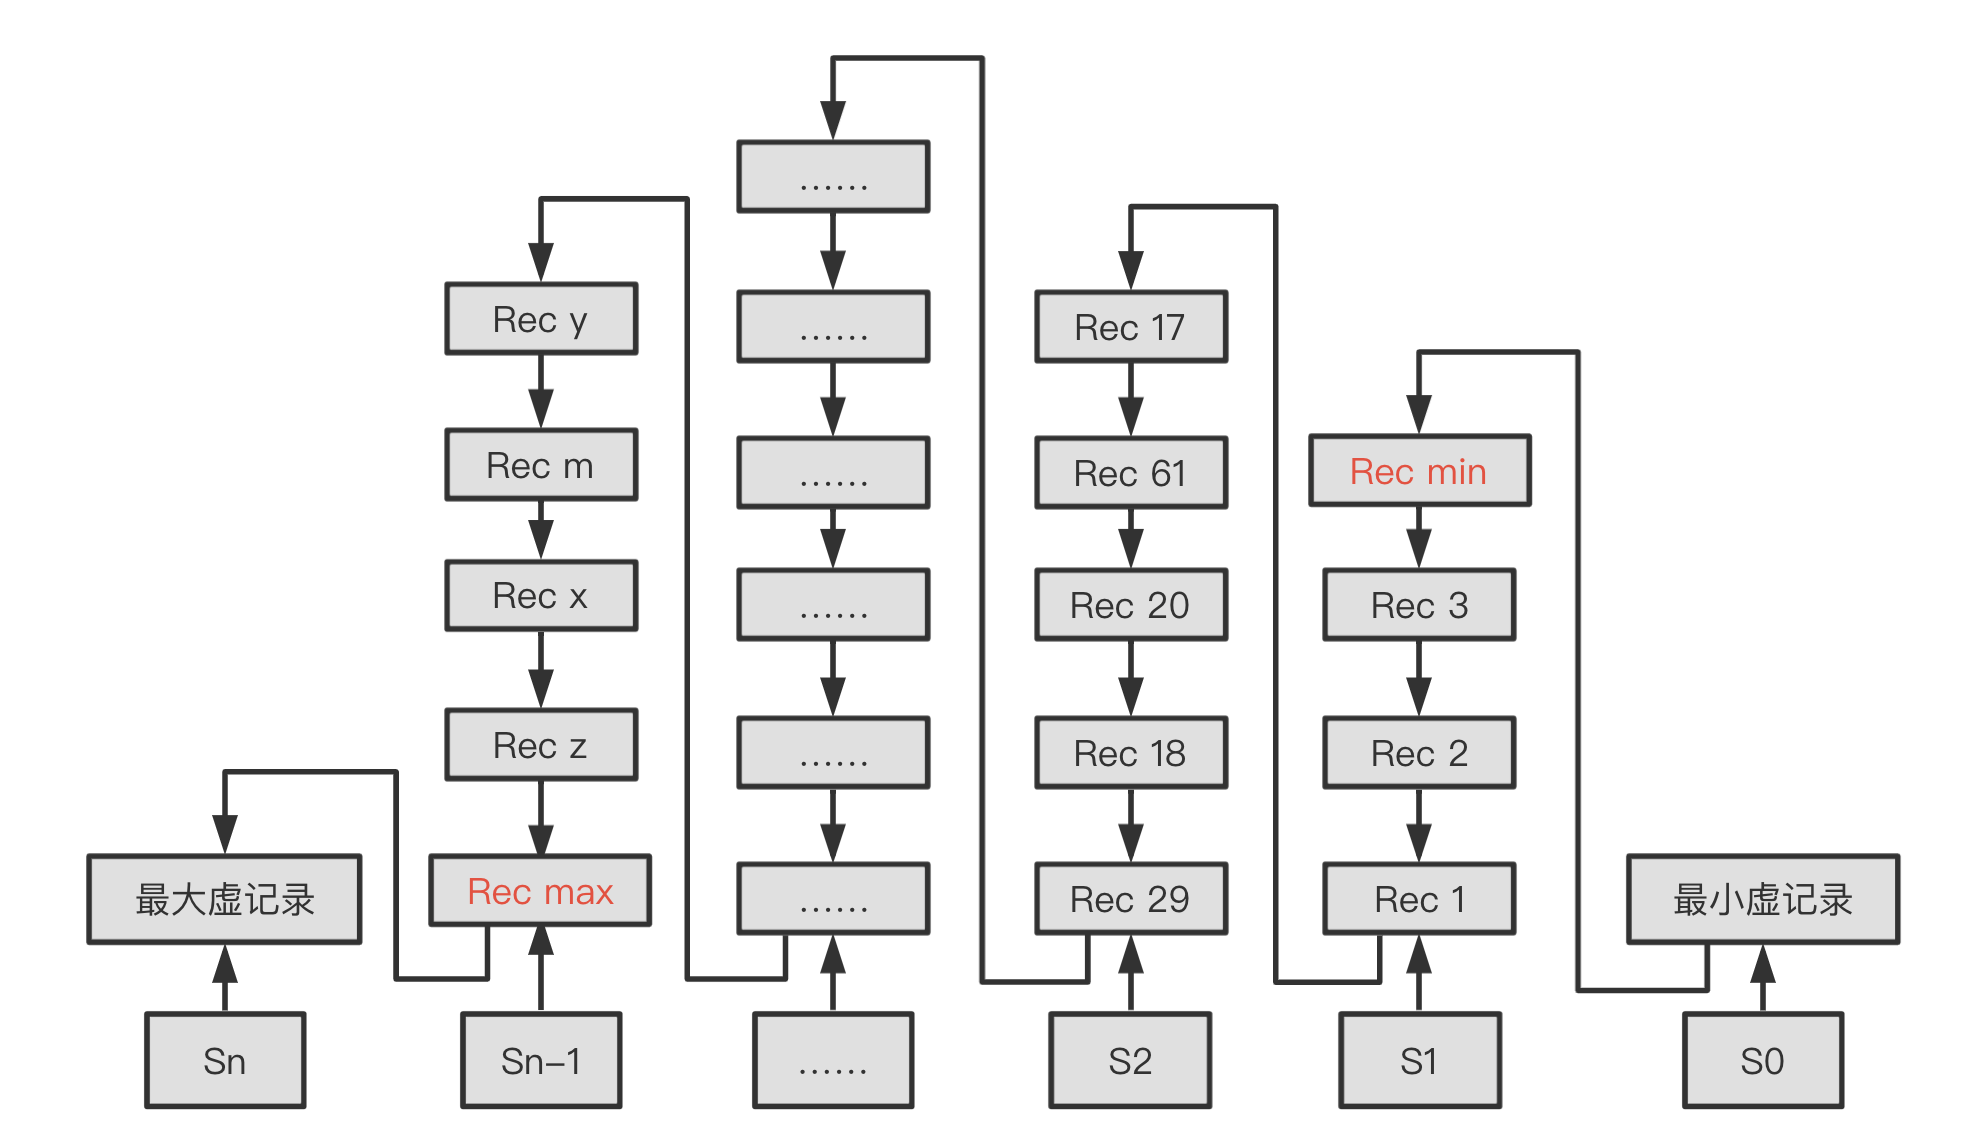 ……
Rec y
……
Rec 17
Rec m
……
Rec 61
Rec min
Rec x
……
Rec 20
Rec 3
Rec z
……
Rec 18
Rec 2
最大虚记录
Rec max
……
Rec 29
Rec 1
最小虚记录
Sn
Sn-1
……
S2
S1
S0